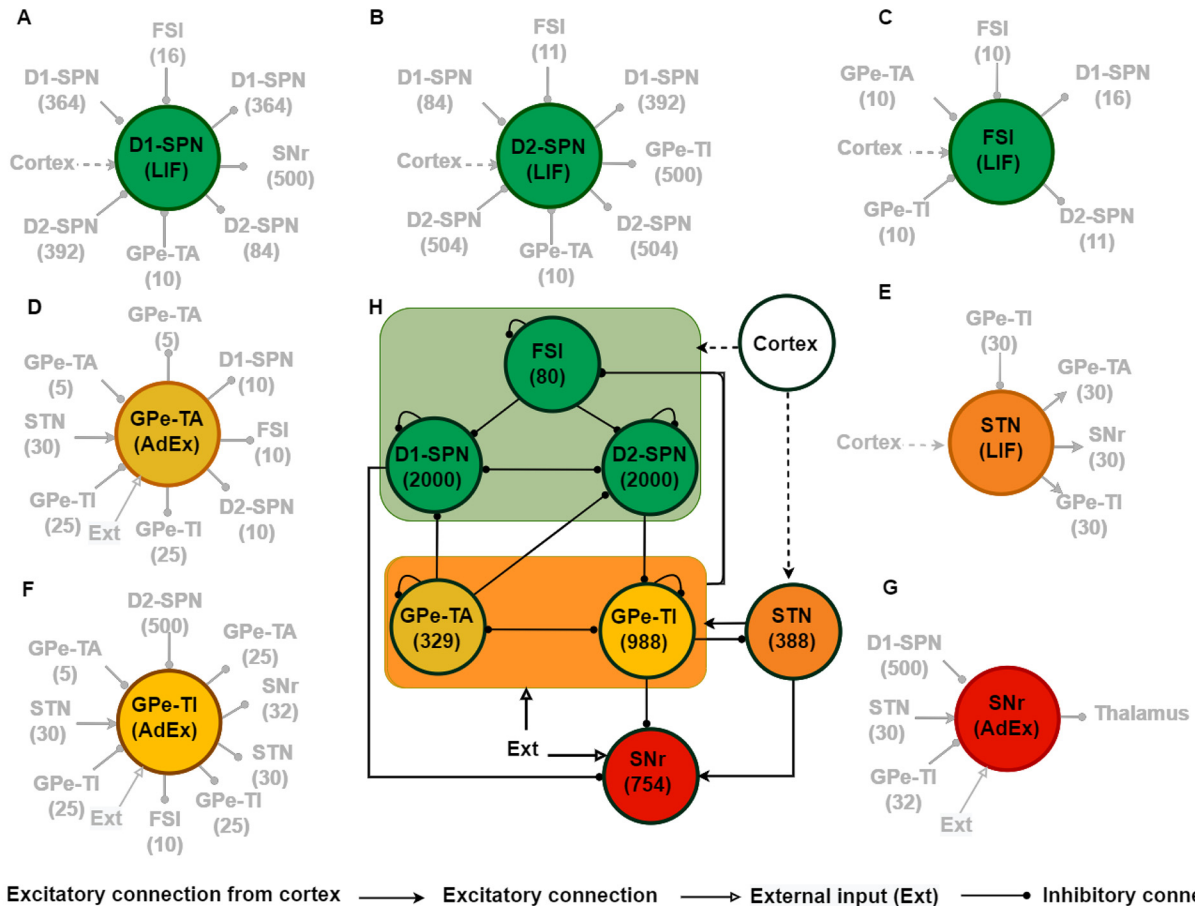 A
FSI
(16)
D1-SPN
(364)
D1-SPN
(364)
D1-SPN
(LIF)
Cortex
SNr
(500)
D2-SPN
(392)
GPe-TA
(10)
D2-SPN
(84)
B
FSI
(11)
D1-SPN
(84)
D1-SPN
(392)
D2-SPN
(LIF)
Cortex
GPe-TI
(500)
D2-SPN
(504)
GPe-TA
(10)
D2-SPN
(504)
C
FSI
(10)
GPe-TA
(10)
D1-SPN
(16)
FSI
(LIF)
Cortex
GPe-TI
(10)
D2-SPN
(11)
D
GPe-TA
(5)
GPe-TA
(5)
D1-SPN
(10)
STN
(30)
GPe-TA
(AdEx)
FSI
(10)
GPe-TI
(25)
Ext
GPe-TI
(25)
D2-SPN
(10)
H
FSI
(80)
Cortex
D1-SPN
(2000)
D2-SPN
(2000)
GPe-TA
(329)
GPe-TI
(988)
STN
(388)
Ext
SNr
(754)
E
GPe-TI
(30)
GPe-TA
(30)
Cortex
STN
(LIF)
SNr
(30)
GPe-TI
(30)
F
D2-SPN
(500)
GPe-TA
(5)
GPe-TA
(25)
STN
(30)
GPe-TI
(AdEx)
SNr
(32)
STN
(30)
GPe-TI
(25)
Ext
FSI
(10)
GPe-TI
(25)
G
D1-SPN
(500)
STN
(30)
SNr
(AdEx)
Thalamus
GPe-TI
(32)
Ext
Excitatory connection from cortex
Excitatory connection
External input (Ext)
Inhibitory conne